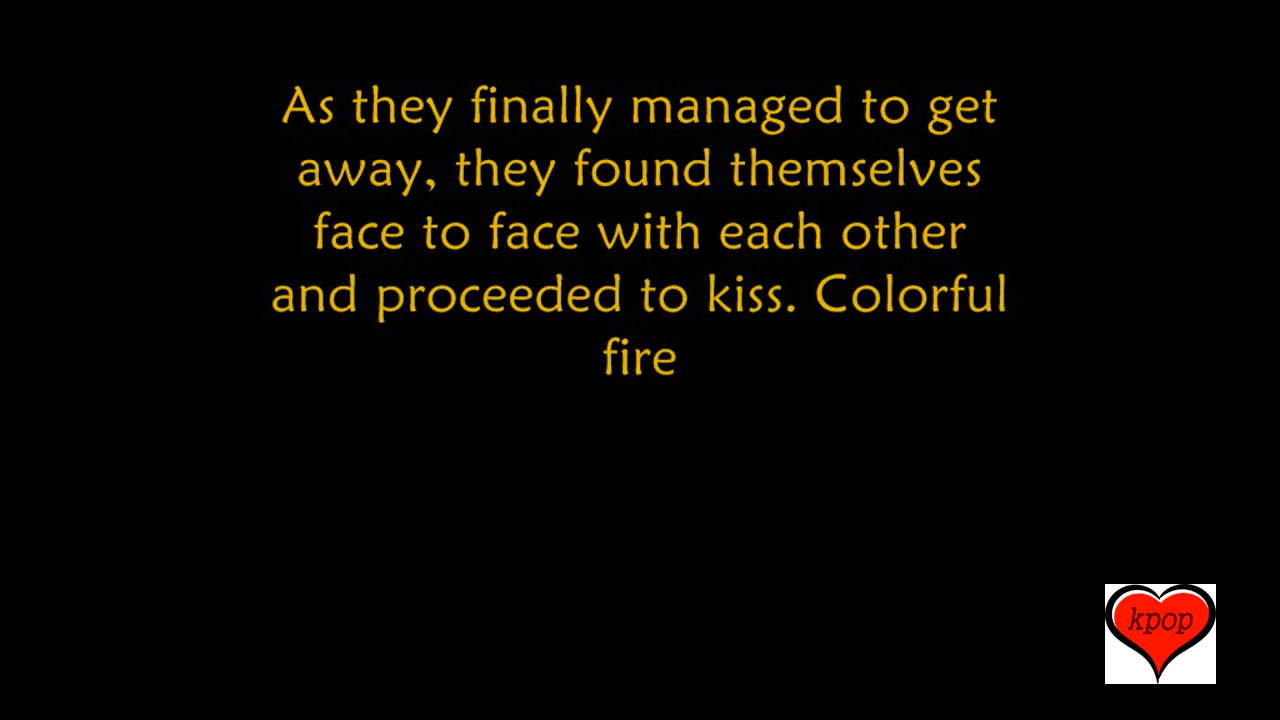 As they finally managed to get
away, they found themselves
face to face with each other
and proceeded to kiss. Colorful
fire
kpop